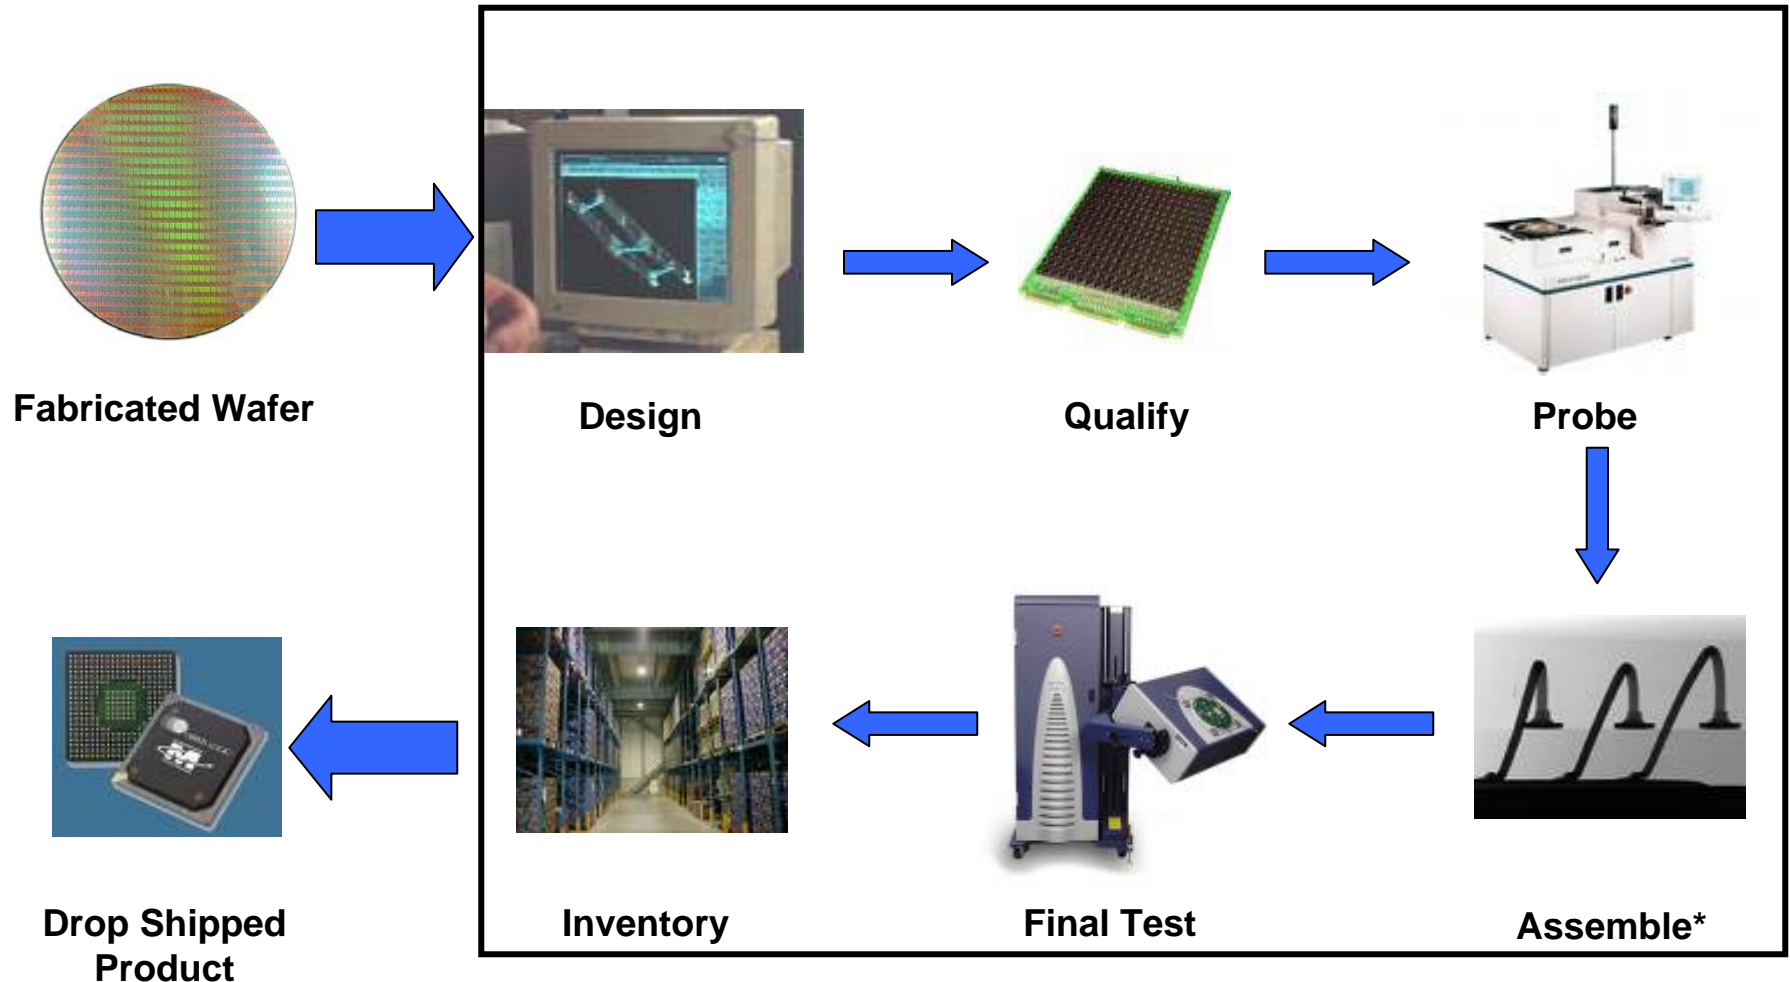 Fabricated Wafer
Design
Qualify
Probe
Drop Shipped
Product
Inventory
Final Test
Assemble*